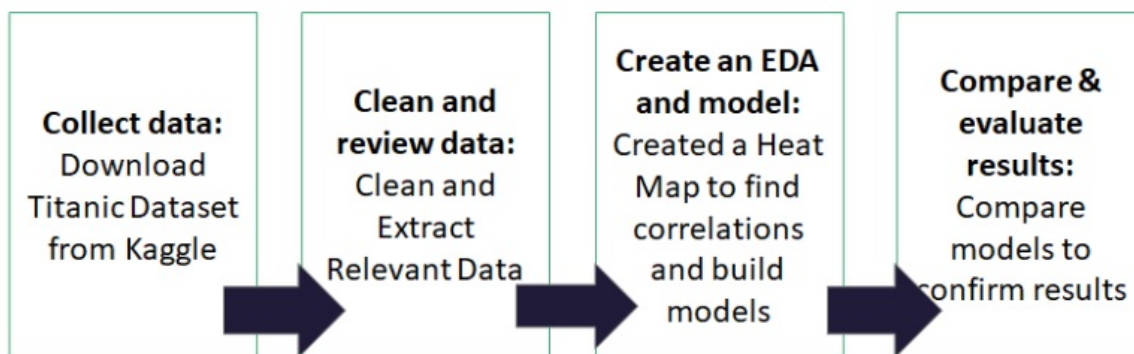 Collect data:
Download
Titanic Dataset
from Kaggle
Clean and
review data:
Clean and
Extract
Relevant Data
Create an EDA
and model:
Created a Heat
Map to find
correlations
and build
models
Compare &
evaluate
results:
Compare
models to
confirm results